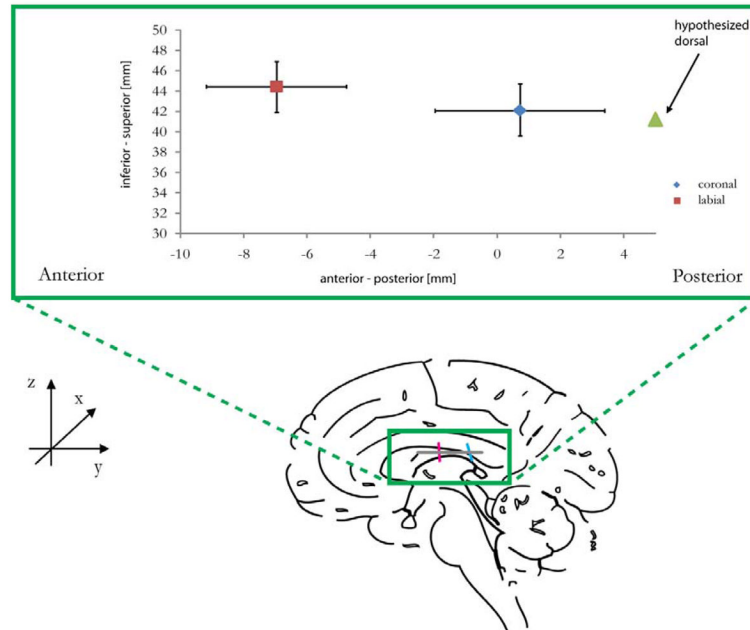 hypothesized
dorsal
inferior - superior [mm]
50
48
46
44
42
40
38
36
34
32
30
-10
-8
-6
-4
-2
0
2
4
coronal
labial
Anterior
anterior - posterior [mm]
Posterior
z
x
y